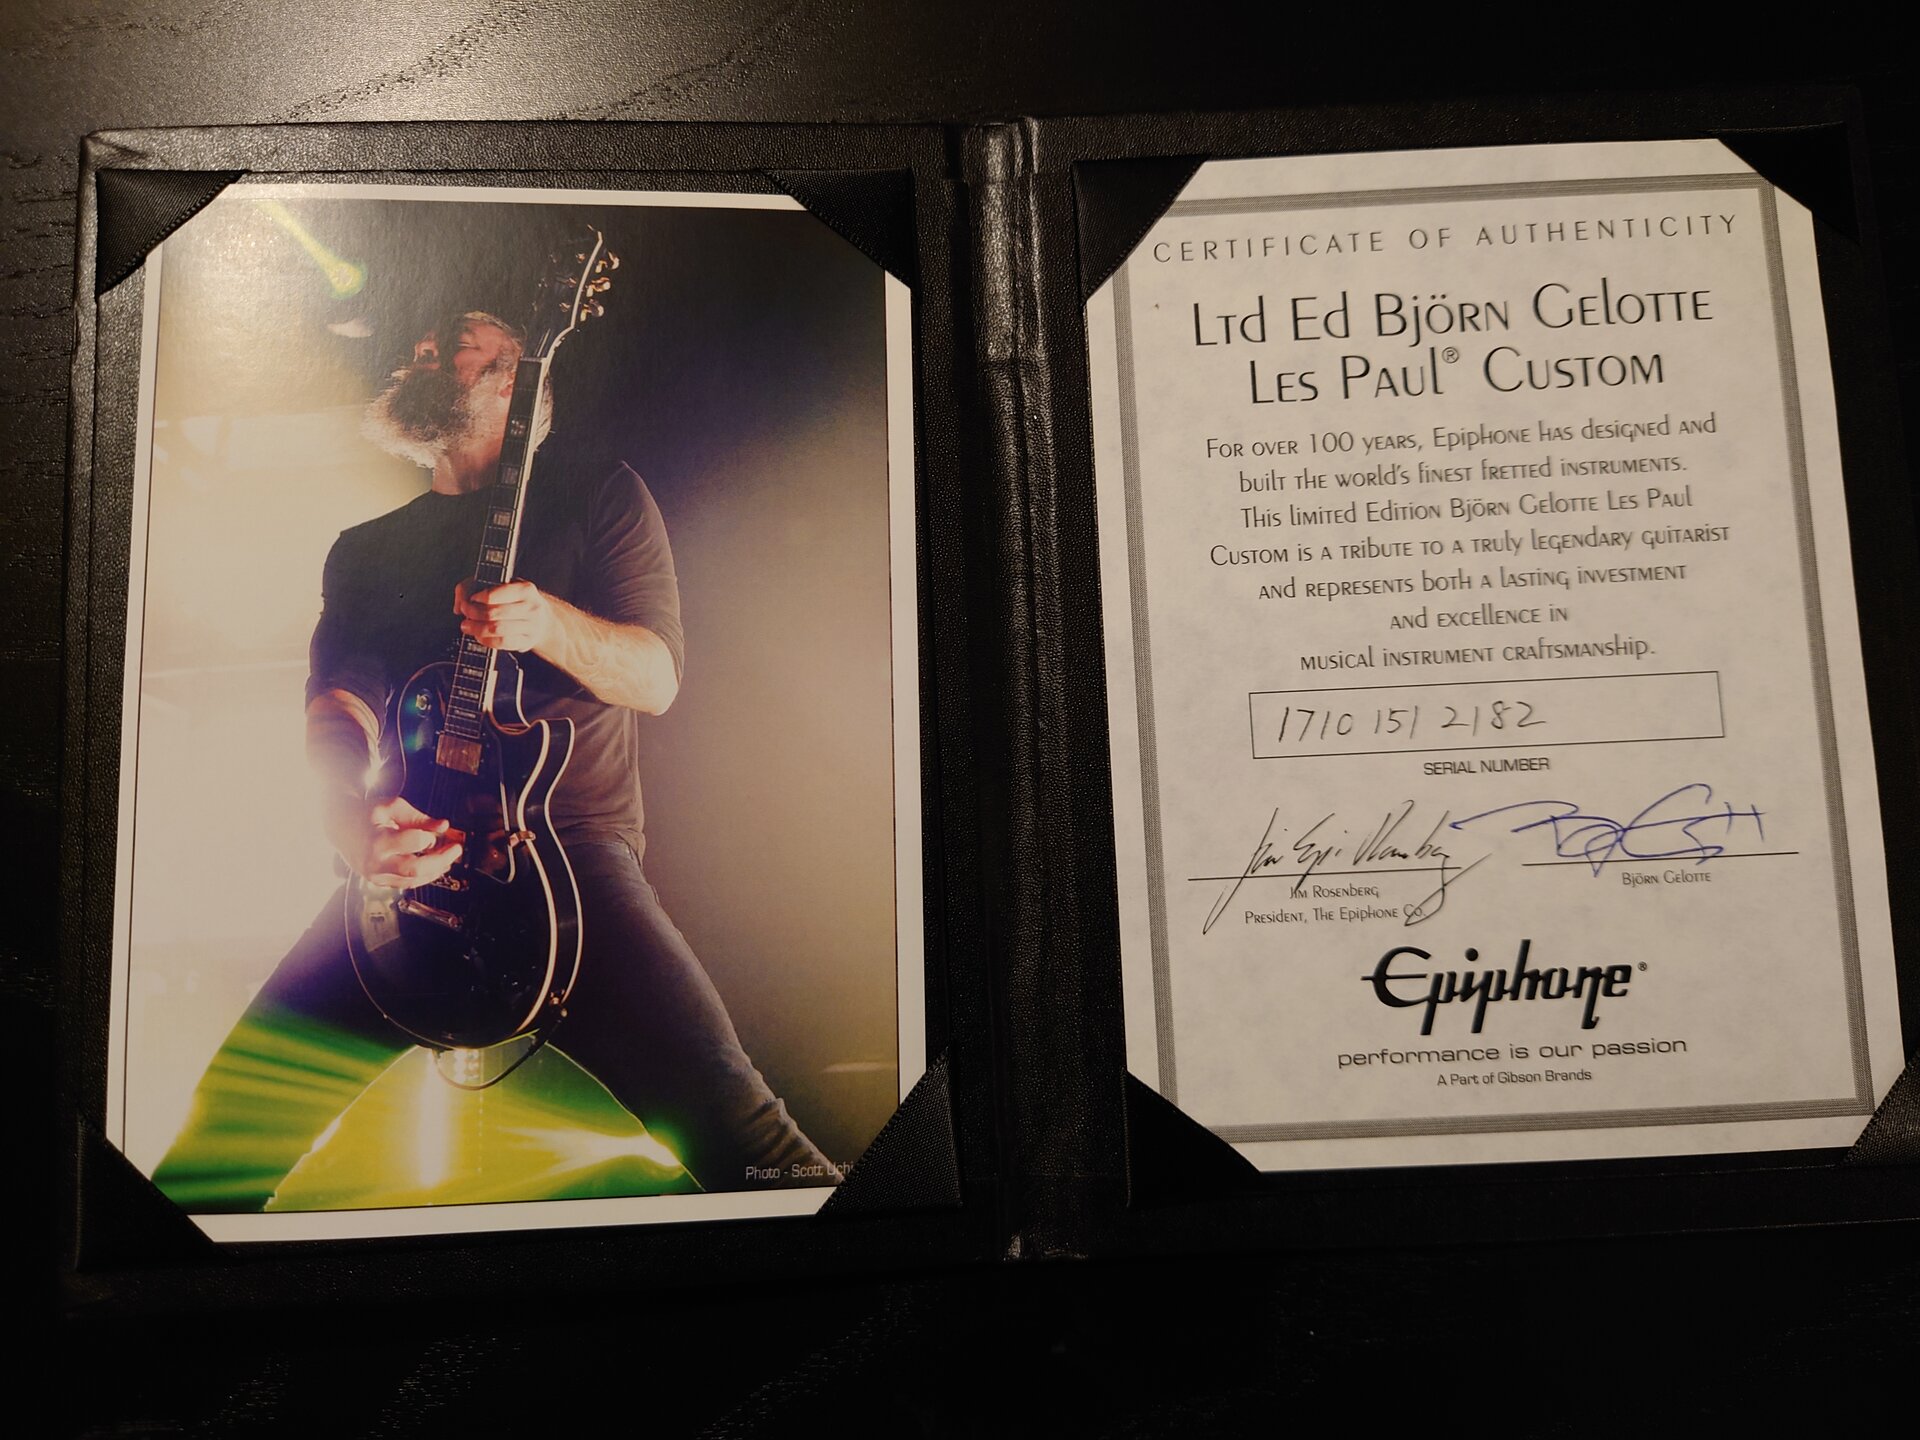 Photo - Scott
CERTIFICATE OF AUTHENTICITY
Ltd Ed Björn Gelotte
Les Paul® Custom
For over 100 years, Epiphone has designed and
built the world's finest fretted instruments.
This limited Edition Björn Gelotte Les Paul
Custom is a tribute to a truly legendary guitarist
and represents both a lasting investment
and excellence in
musical instrument craftsmanship.
1710 151 2182
SERIAL NUMBER
Jim "Epi" Rosenberg
Jim Rosenberg
President, The Epiphone Co.
Björn Gelotte
Epiphone®
performance is our passion
A Part of Gibson Brands